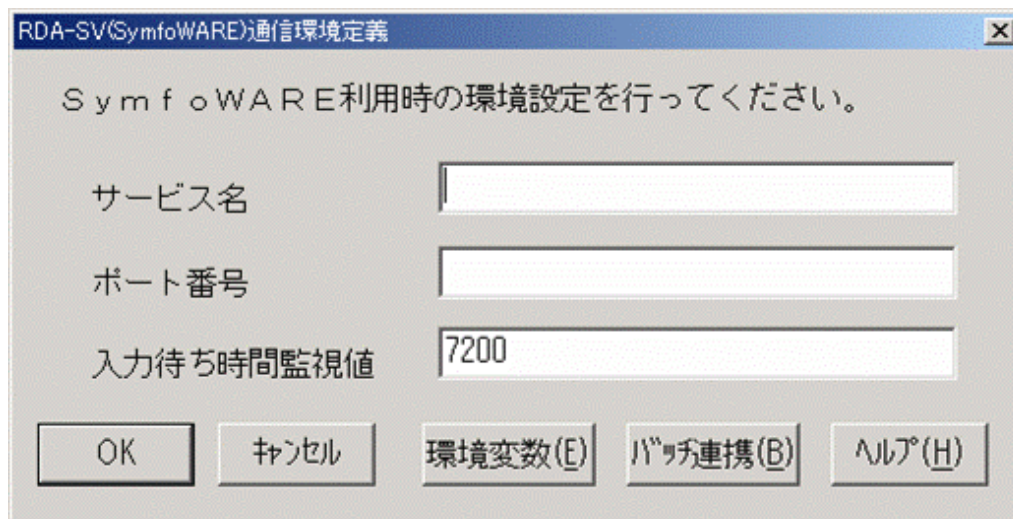 RDA-SV(SymfoWARE)通信環境定義
ＳｙｍｆｏＷＡＲＥ利用時の環境設定を行ってください。
サービス名
ポート番号
入力待ち時間監視値 7200
OK ｷｬﾝｾﾙ 環境変数(E) ﾊﾞｯﾁ連携(B) ﾍﾙﾌﾟ(H)